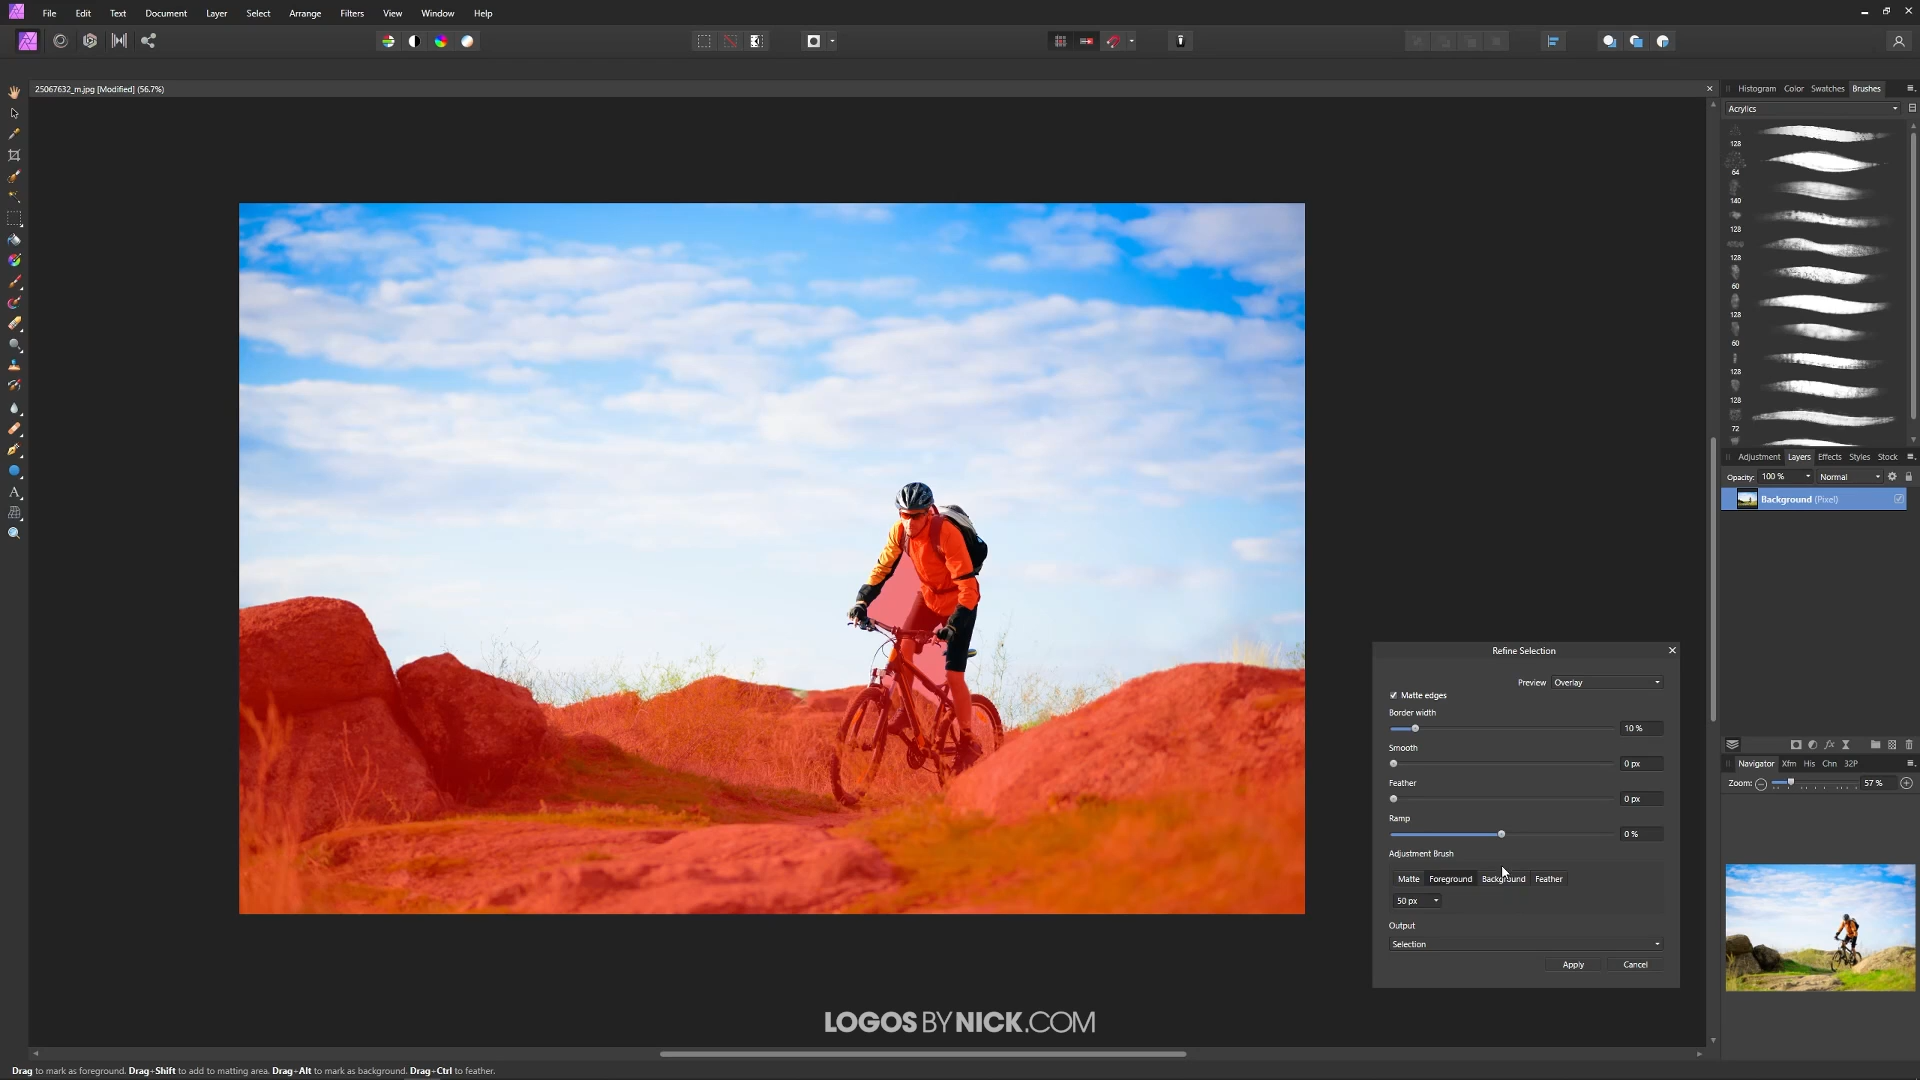 File Edit Text Document Layer Select Arrange Filters View Window Help
25067632_m.jpg [Modified] (56.7%)
Histogram Color Swatches Brushes
Acrylics
128
64
140
128
128
60
128
60
128
128
72
Adjustment Layers Effects Styles Stock
Opacity: 100 % Normal
Background (Pixel)
Refine Selection
Preview Overlay
Matte edges
Border width
10 %
Smooth
0 px
Feather
0 px
Ramp
0 %
Adjustment Brush
Matte Foreground Background Feather
50 px
Output
Selection
Apply Cancel
Navigator Xfm His Chn 32P
Zoom: 57 %
LOGOS BY NICK.COM
Drag to mark as foreground. Drag+Shift to add to matting area. Drag+Alt to mark as background. Drag+Ctrl to feather.